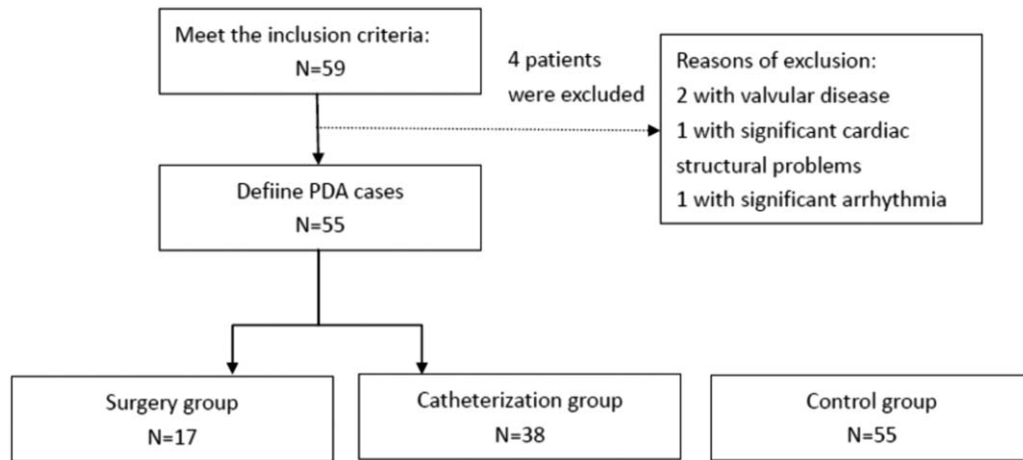 Meet the inclusion criteria:
N=59
4 patients
were excluded
Reasons of exclusion:
2 with valvular disease
1 with significant cardiac
structural problems
1 with significant arrhythmia
Defiine PDA cases
N=55
Surgery group
N=17
Catheterization group
N=38
Control group
N=55